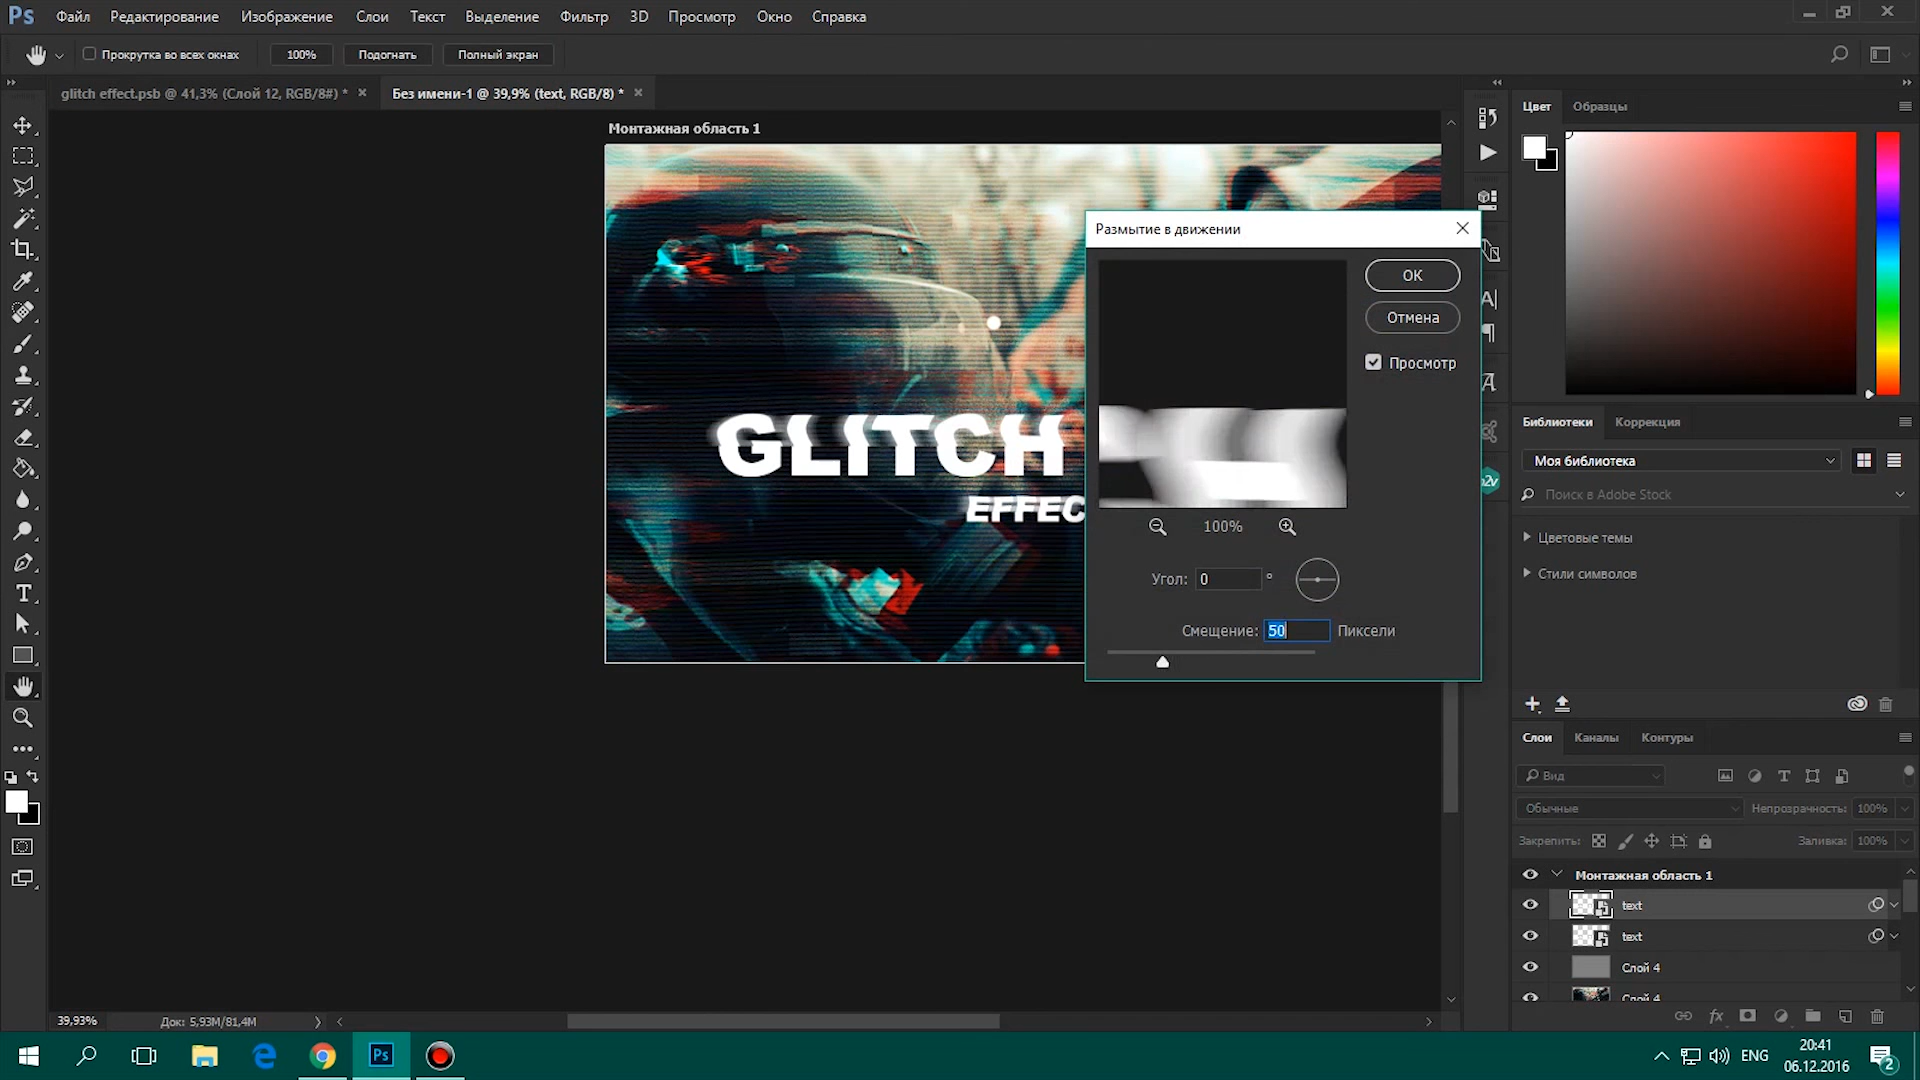 Ps Файл Редактирование Изображение Слои Текст Выделение Фильтр 3D Просмотр Окно Справка
Прокрутка во всех окнах 100% Подогнать Полный экран
glitch effect.psb @ 41,3% (Слой 12, RGB/8#) *
Без имени-1 @ 39,9% (text, RGB/8) *
Монтажная область 1
GLITCH
EFFEC
Размытие в движении
ОК
Отмена
Просмотр
100%
Угол: 0 °
Смещение: 50 Пиксели
Цвет Образцы
Библиотеки Коррекция
Моя библиотека
Поиск в Adobe Stock
Цветовые темы
Стили символов
Слои Каналы Контуры
Вид
Обычные Непрозрачность: 100%
Закрепить: Заливка: 100%
Монтажная область 1
text
text
Слой 4
Слой 4
fx
39,93% Док: 5,93M/81,4M
Ps
ENG
20:41
06.12.2016
2